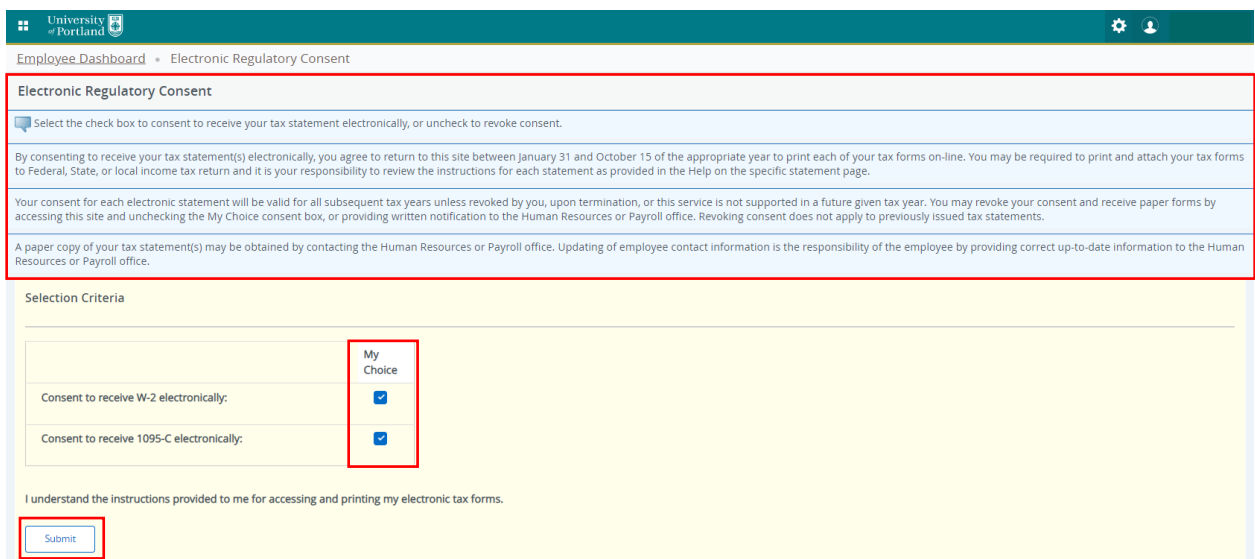 University
of Portland
Employee Dashboard • Electronic Regulatory Consent
Electronic Regulatory Consent
Select the check box to consent to receive your tax statement electronically, or uncheck to revoke consent.
By consenting to receive your tax statement(s) electronically, you agree to return to this site between January 31 and October 15 of the appropriate year to print each of your tax forms on-line. You may be required to print and attach your tax forms
to Federal, State, or local income tax return and it is your responsibility to review the instructions for each statement as provided in the Help on the specific statement page.
Your consent for each electronic statement will be valid for all subsequent tax years unless revoked by you, upon termination, or this service is not supported in a future given tax year. You may revoke your consent and receive paper forms by
accessing this site and unchecking the My Choice consent box, or providing written notification to the Human Resources or Payroll office. Revoking consent does not apply to previously issued tax statements.
A paper copy of your tax statement(s) may be obtained by contacting the Human Resources or Payroll office. Updating of employee contact information is the responsibility of the employee by providing correct up-to-date information to the Human
Resources or Payroll office.
Selection Criteria
My
Choice
Consent to receive W-2 electronically:
Consent to receive 1095-C electronically:
I understand the instructions provided to me for accessing and printing my electronic tax forms.
Submit